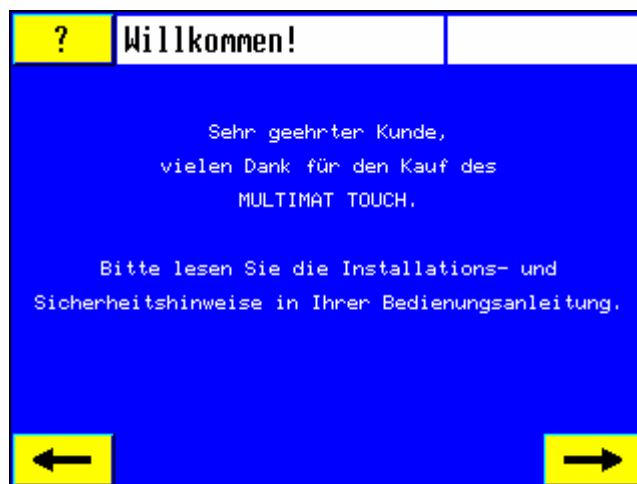 ?
Willkommen!
Sehr geehrter Kunde,
vielen Dank für den Kauf des
MULTIMAT TOUCH.
Bitte lesen Sie die Installations- und
Sicherheitshinweise in Ihrer Bedienungsanleitung.